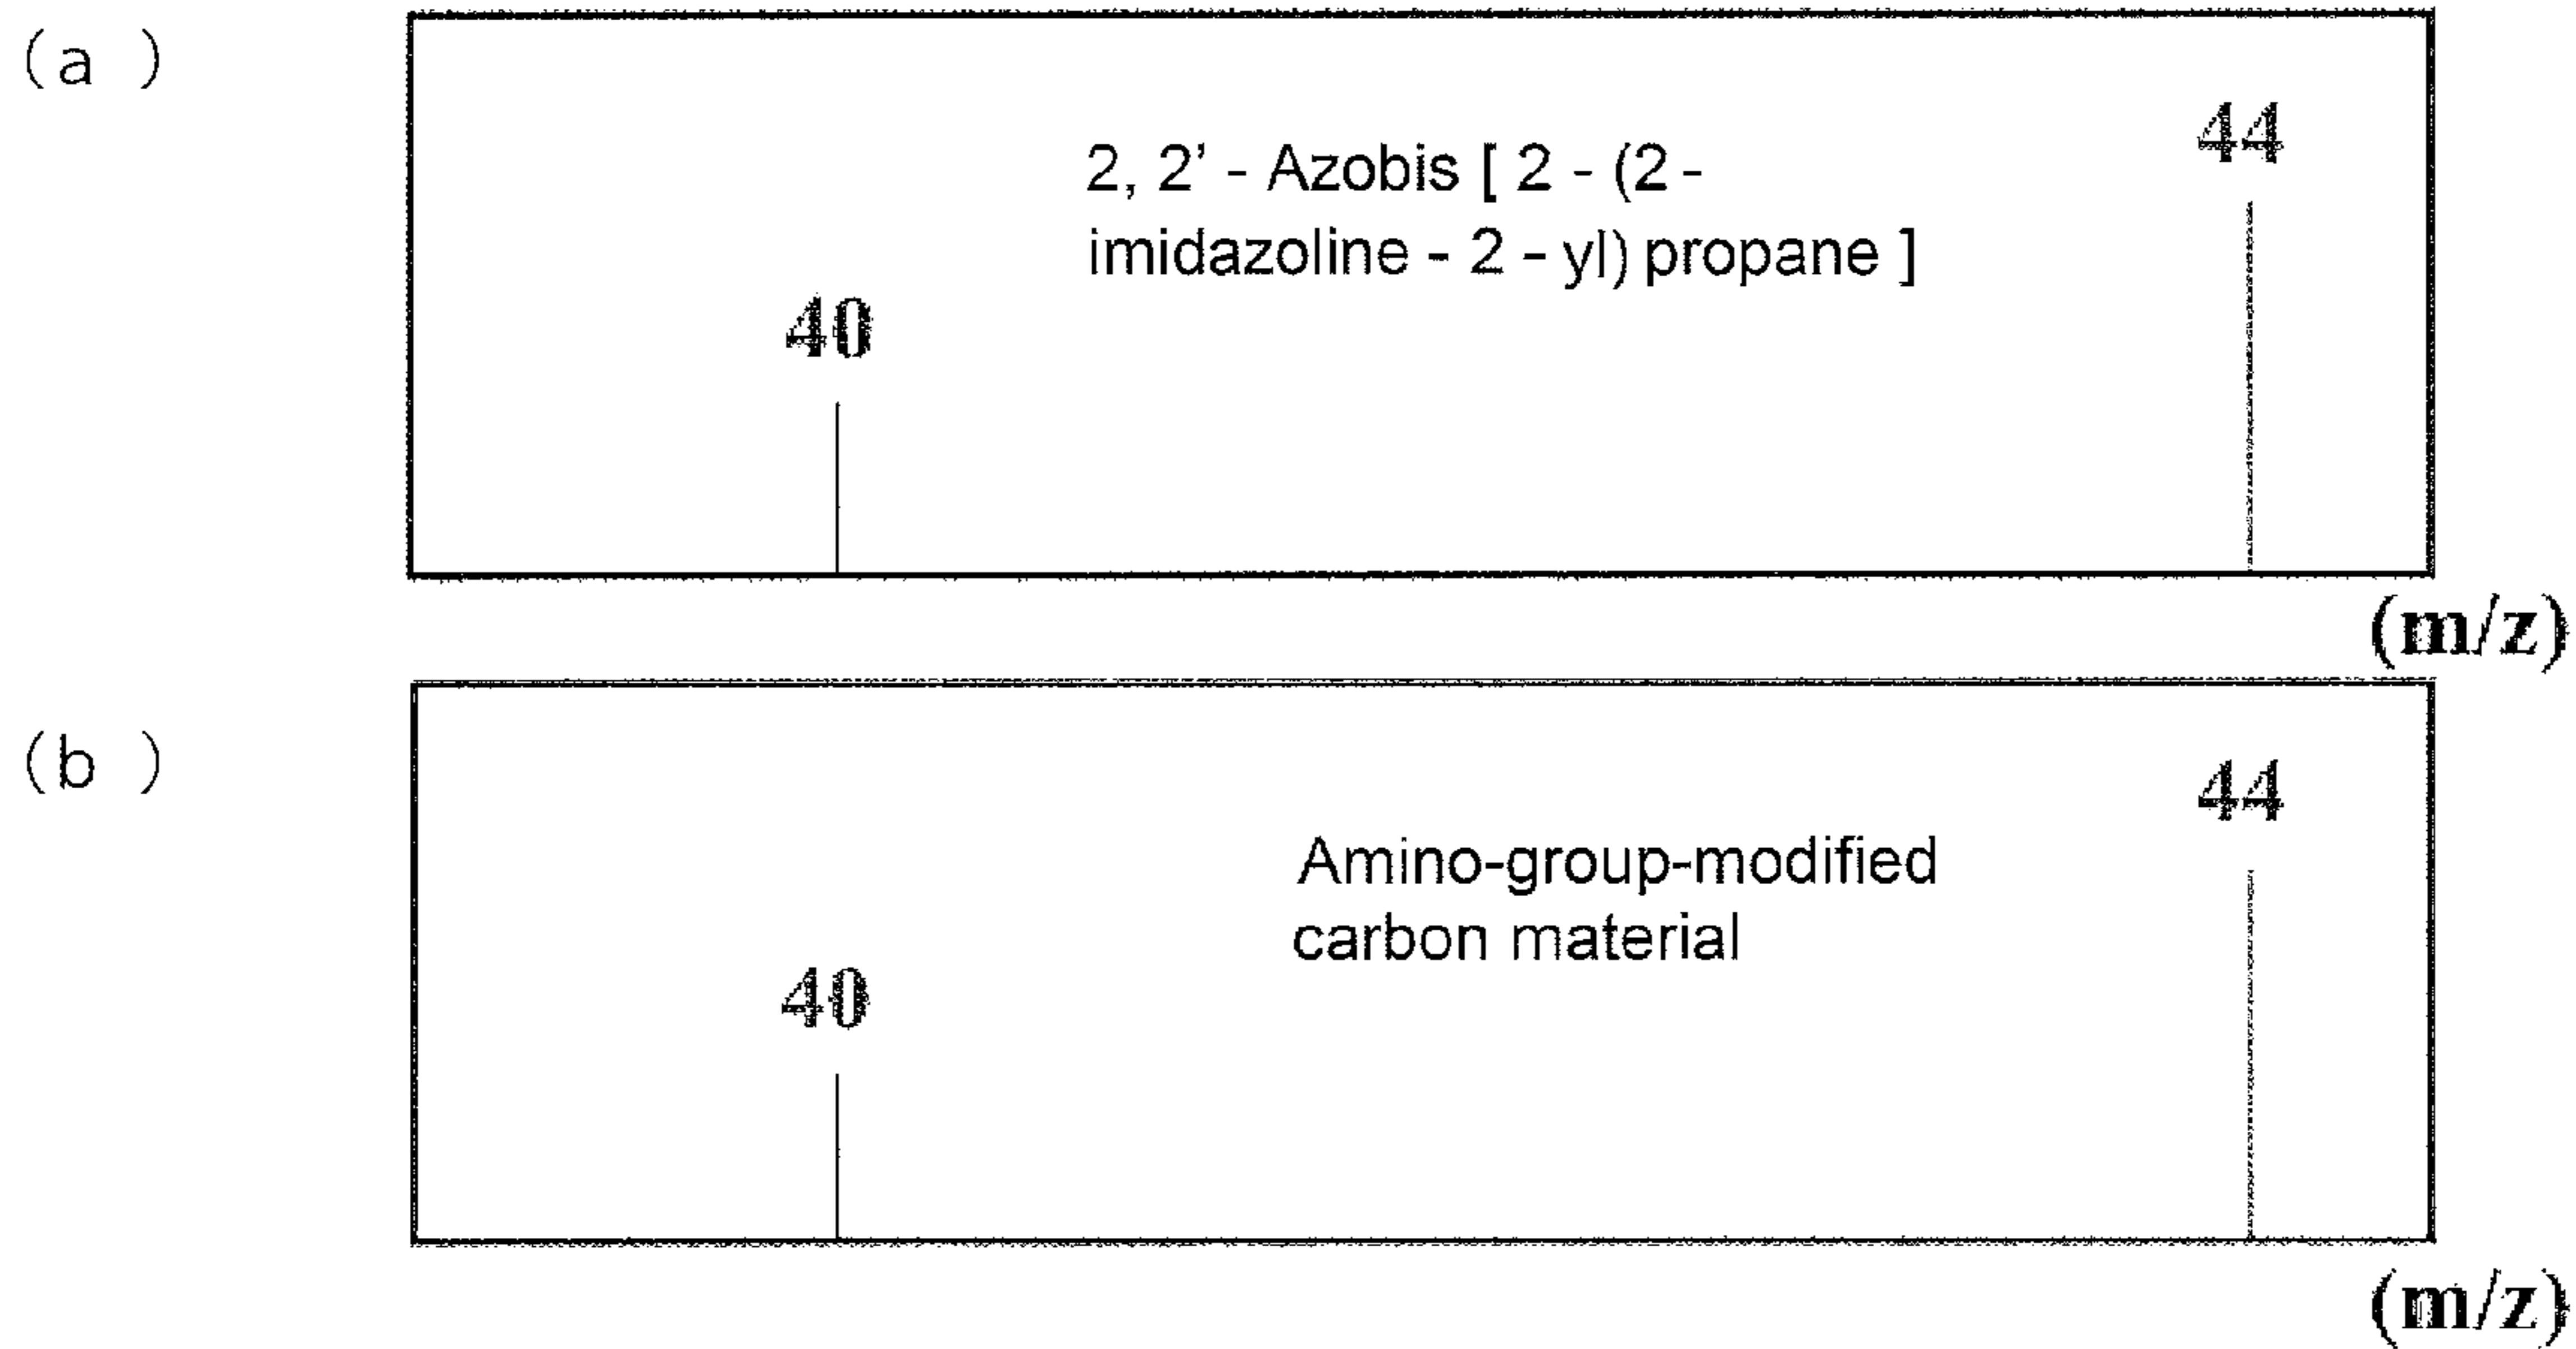 (a )
44
2, 2' - Azobis [ 2 - (2 -
imidazoline - 2 - yl) propane ]
40
(m/z)
(b )
44
Amino-group-modified
carbon material
40
(m/z)